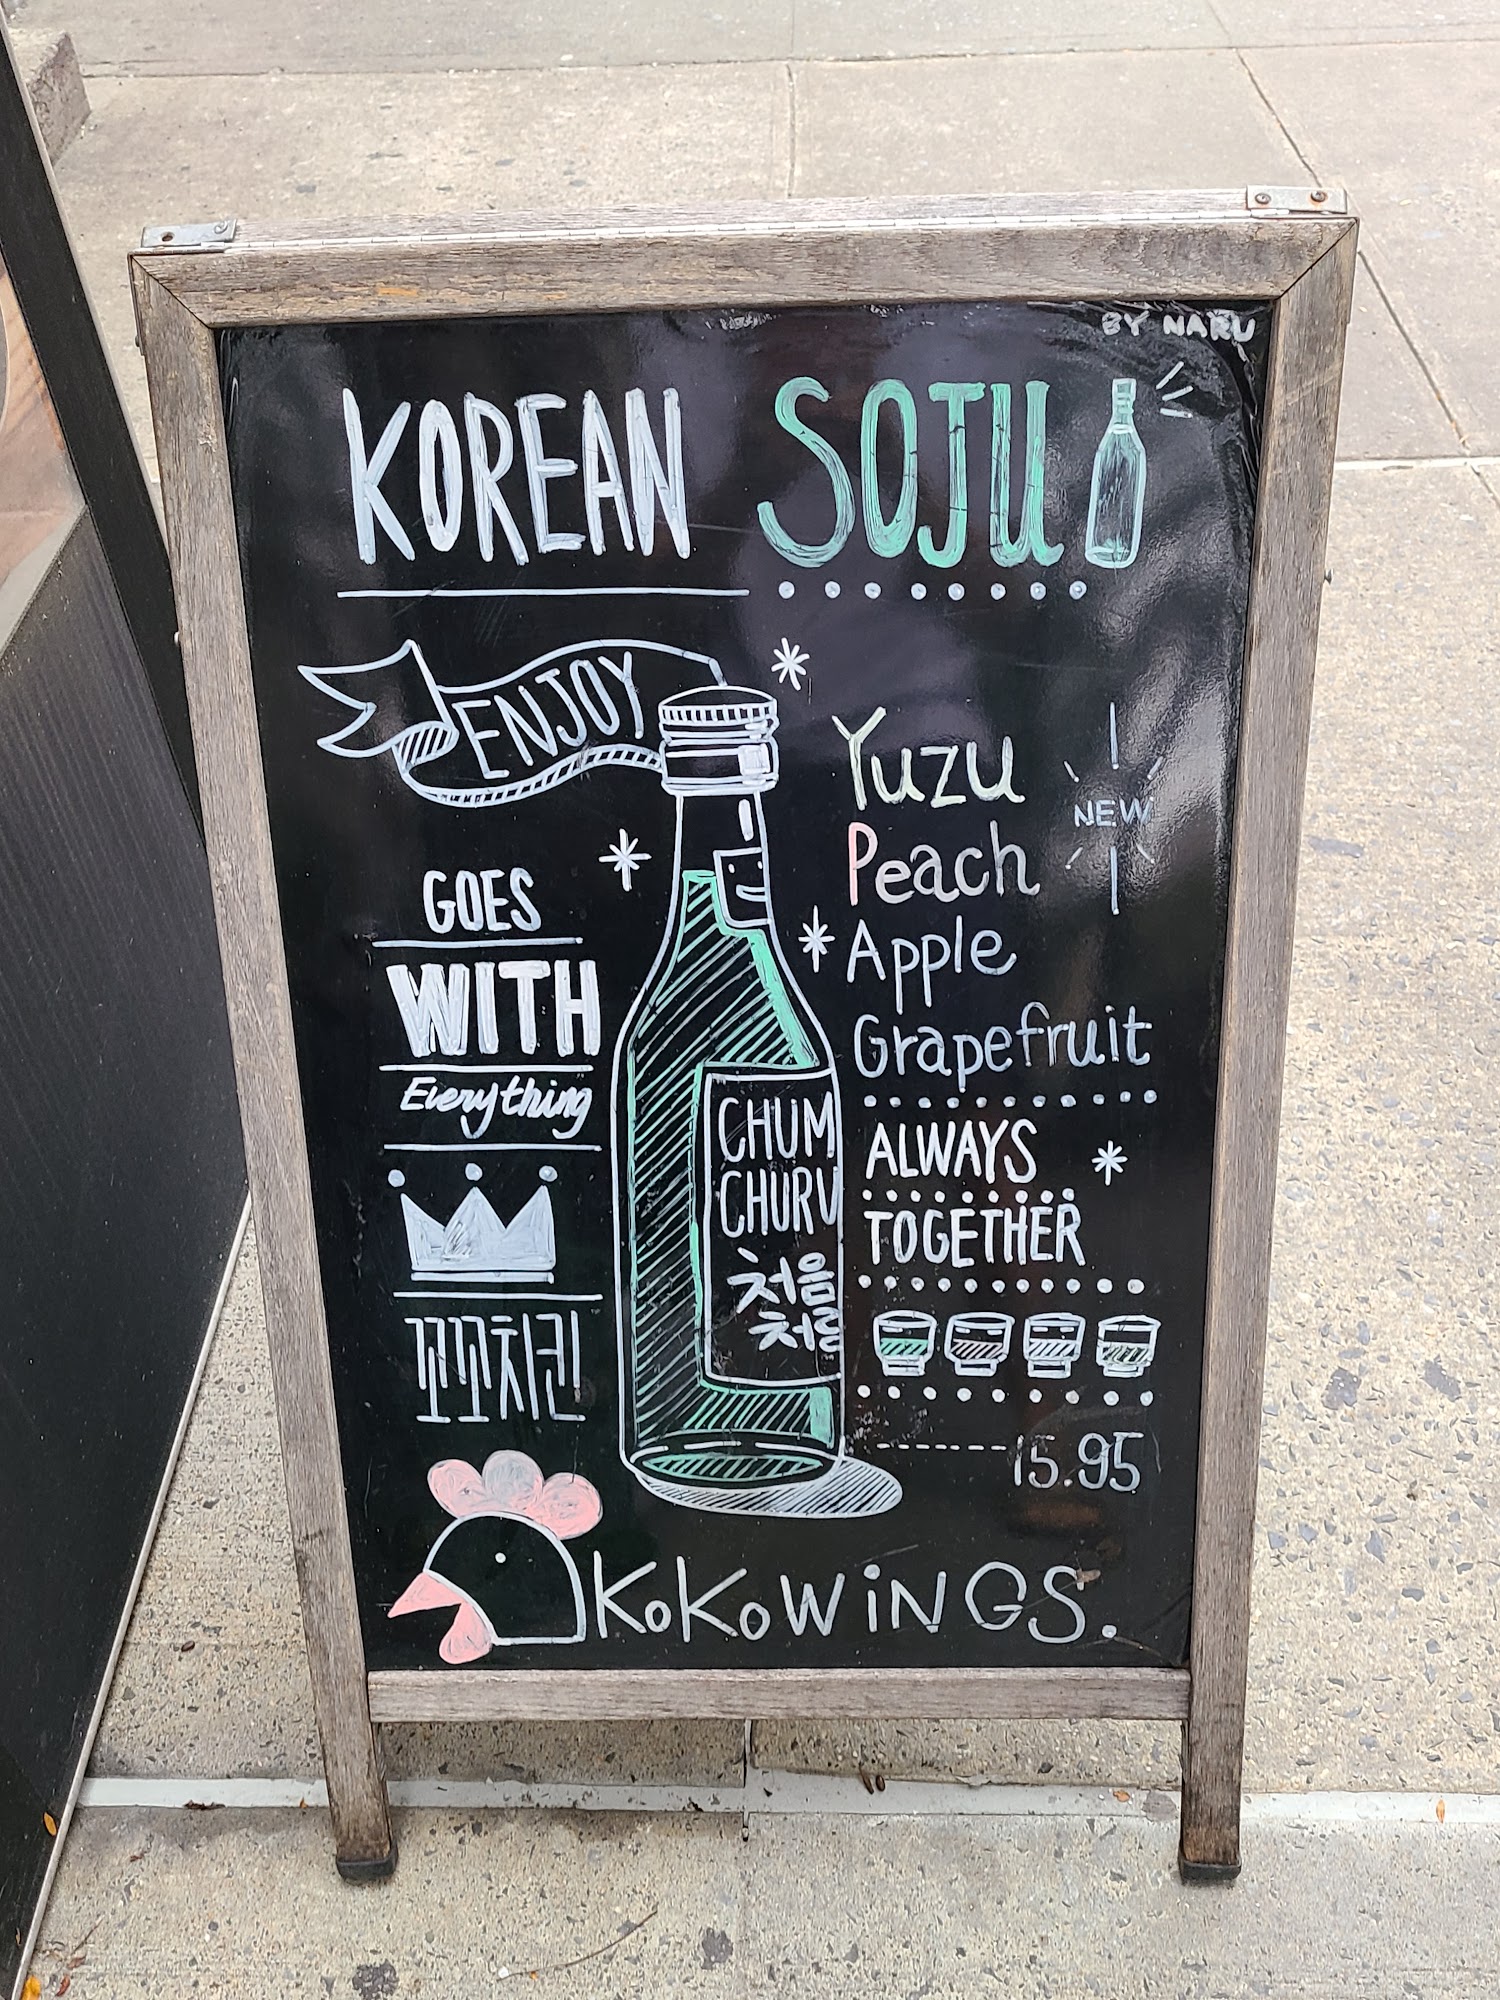 BY NARU
KOREAN SOJU
ENJOY
GOES
WITH
Everything
꼬꼬치킨
CHUM
CHURU
처음
처럼
Yuzu
Peach
NEW
Apple
Grapefruit
ALWAYS
TOGETHER
15.95
KoKoWiNGS.